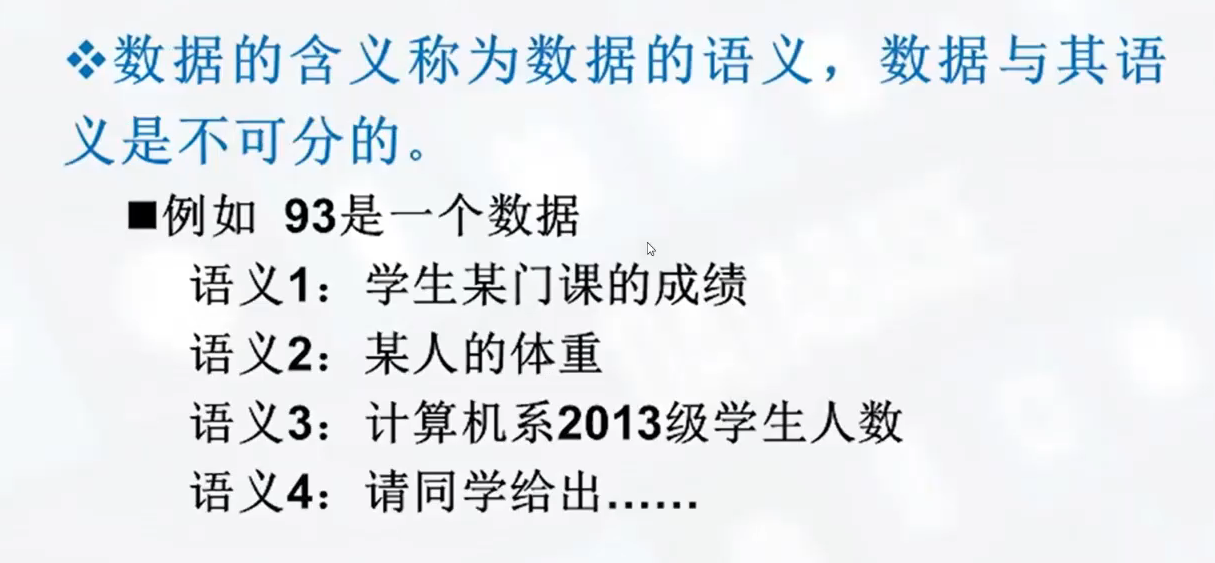 ❖数据的含义称为数据的语义，数据与其语
义是不可分的。
■例如 93是一个数据
语义1：学生某门课的成绩
语义2：某人的体重
语义3：计算机系2013级学生人数
语义4：请同学给出……